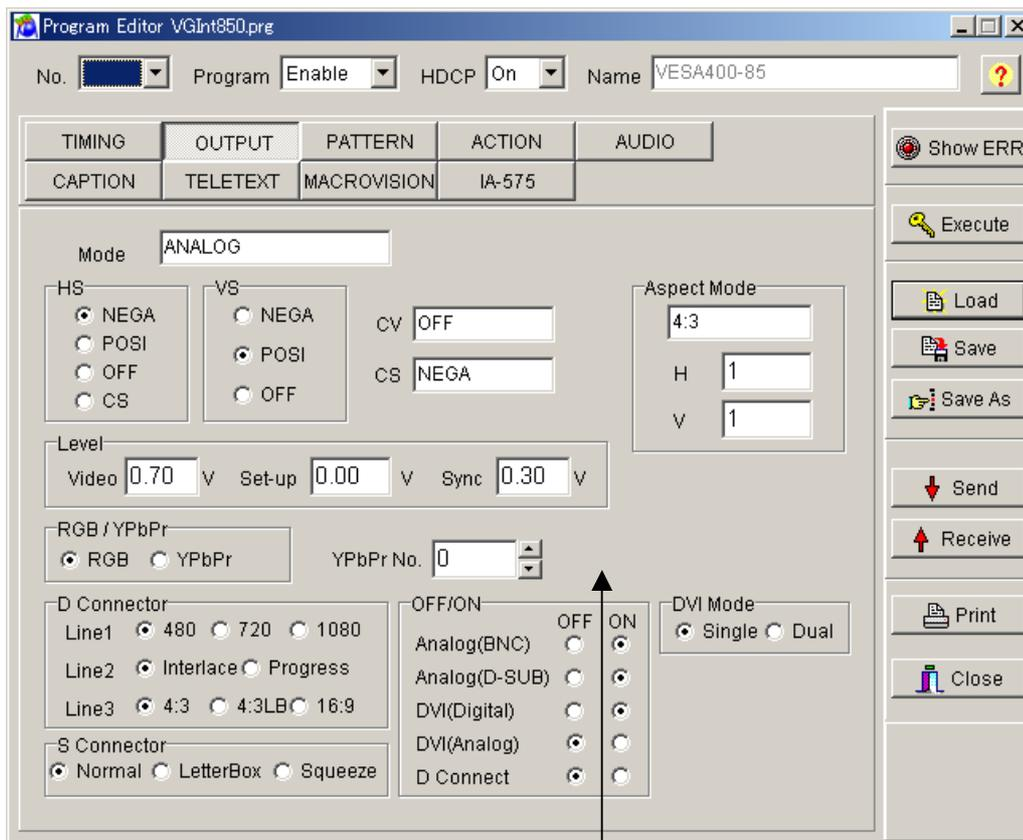 Program Editor VGInt850.prg
No. Program Enable HDCP On Name VESA400-85
TIMING OUTPUT PATTERN ACTION AUDIO
CAPTION TELETEXT MACROVISION IA-575
Show ERR
Execute
Load
Save
Save As
Send
Receive
Print
Close
Mode ANALOG
HS
NEGA
POSI
OFF
CS
VS
NEGA
POSI
OFF
CV OFF
CS NEGA
Aspect Mode
4:3
H 1
V 1
Level
Video 0.70 V Set-up 0.00 V Sync 0.30 V
RGB / YPbPr
RGB YPbPr
YPbPr No. 0
D Connector
Line1 480 720 1080
Line2 Interlace Progress
Line3 4:3 4:3LB 16:9
S Connector
Normal LetterBox Squeeze
OFF/ON
OFF ON
Analog(BNC)
Analog(D-SUB)
DVI(Digital)
DVI(Analog)
D Connect
DVI Mode
Single Dual